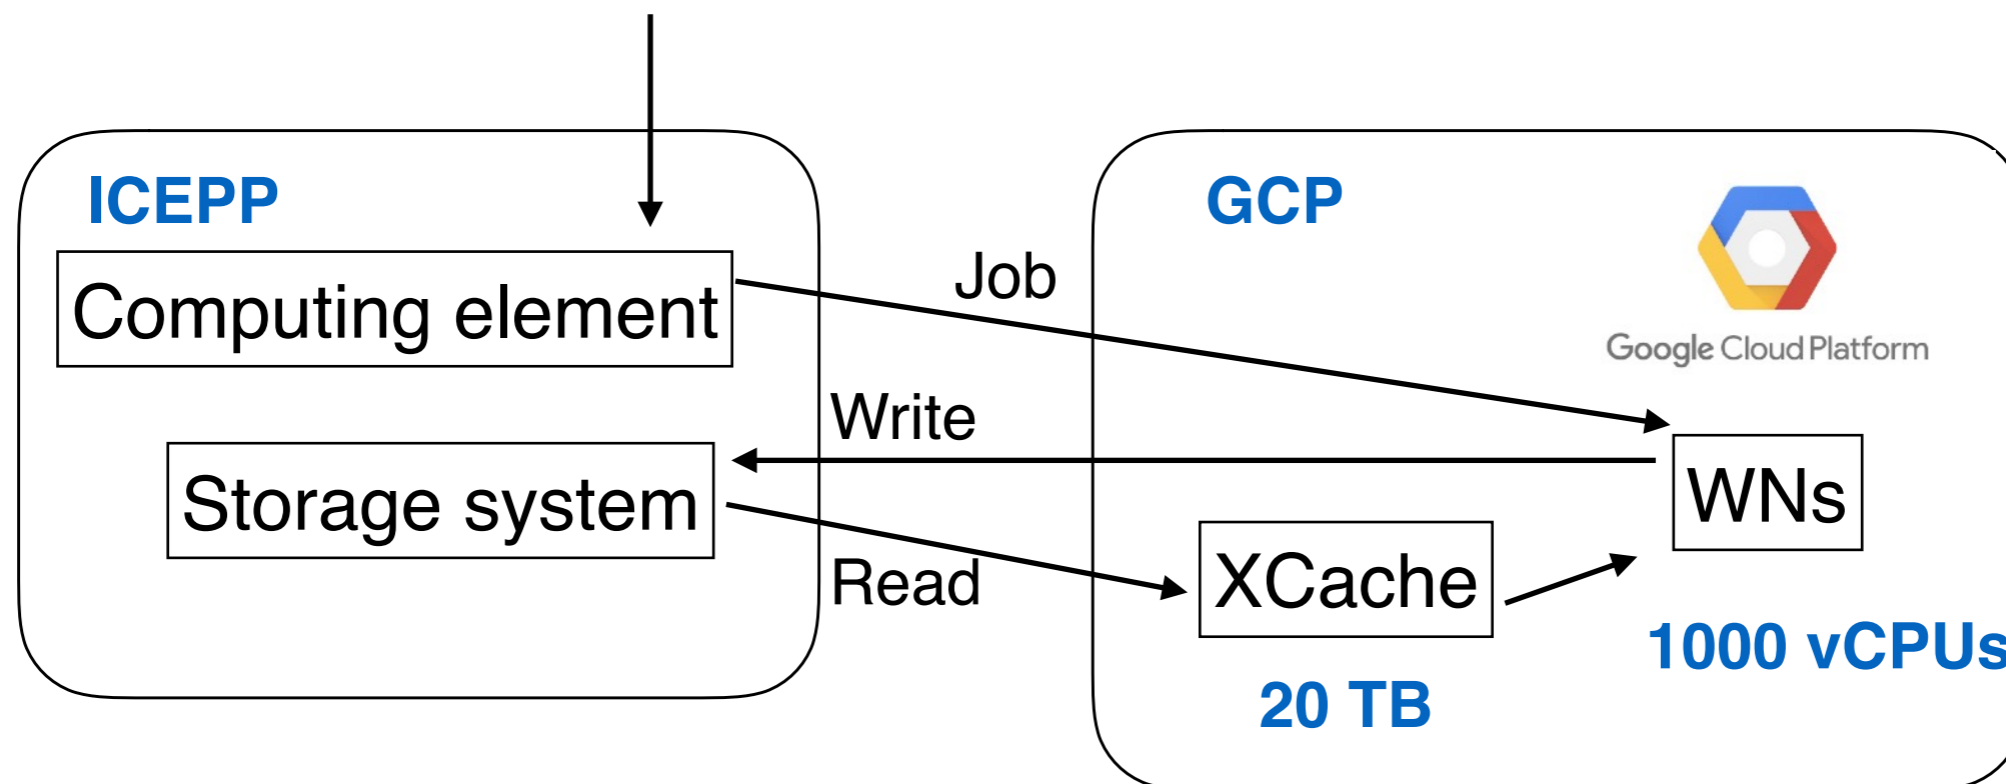 ICEPP
GCP
Computing element
Job
Google Cloud Platform
Write
Storage system
WNs
Read
XCache
1000 vCPUs
20 TB